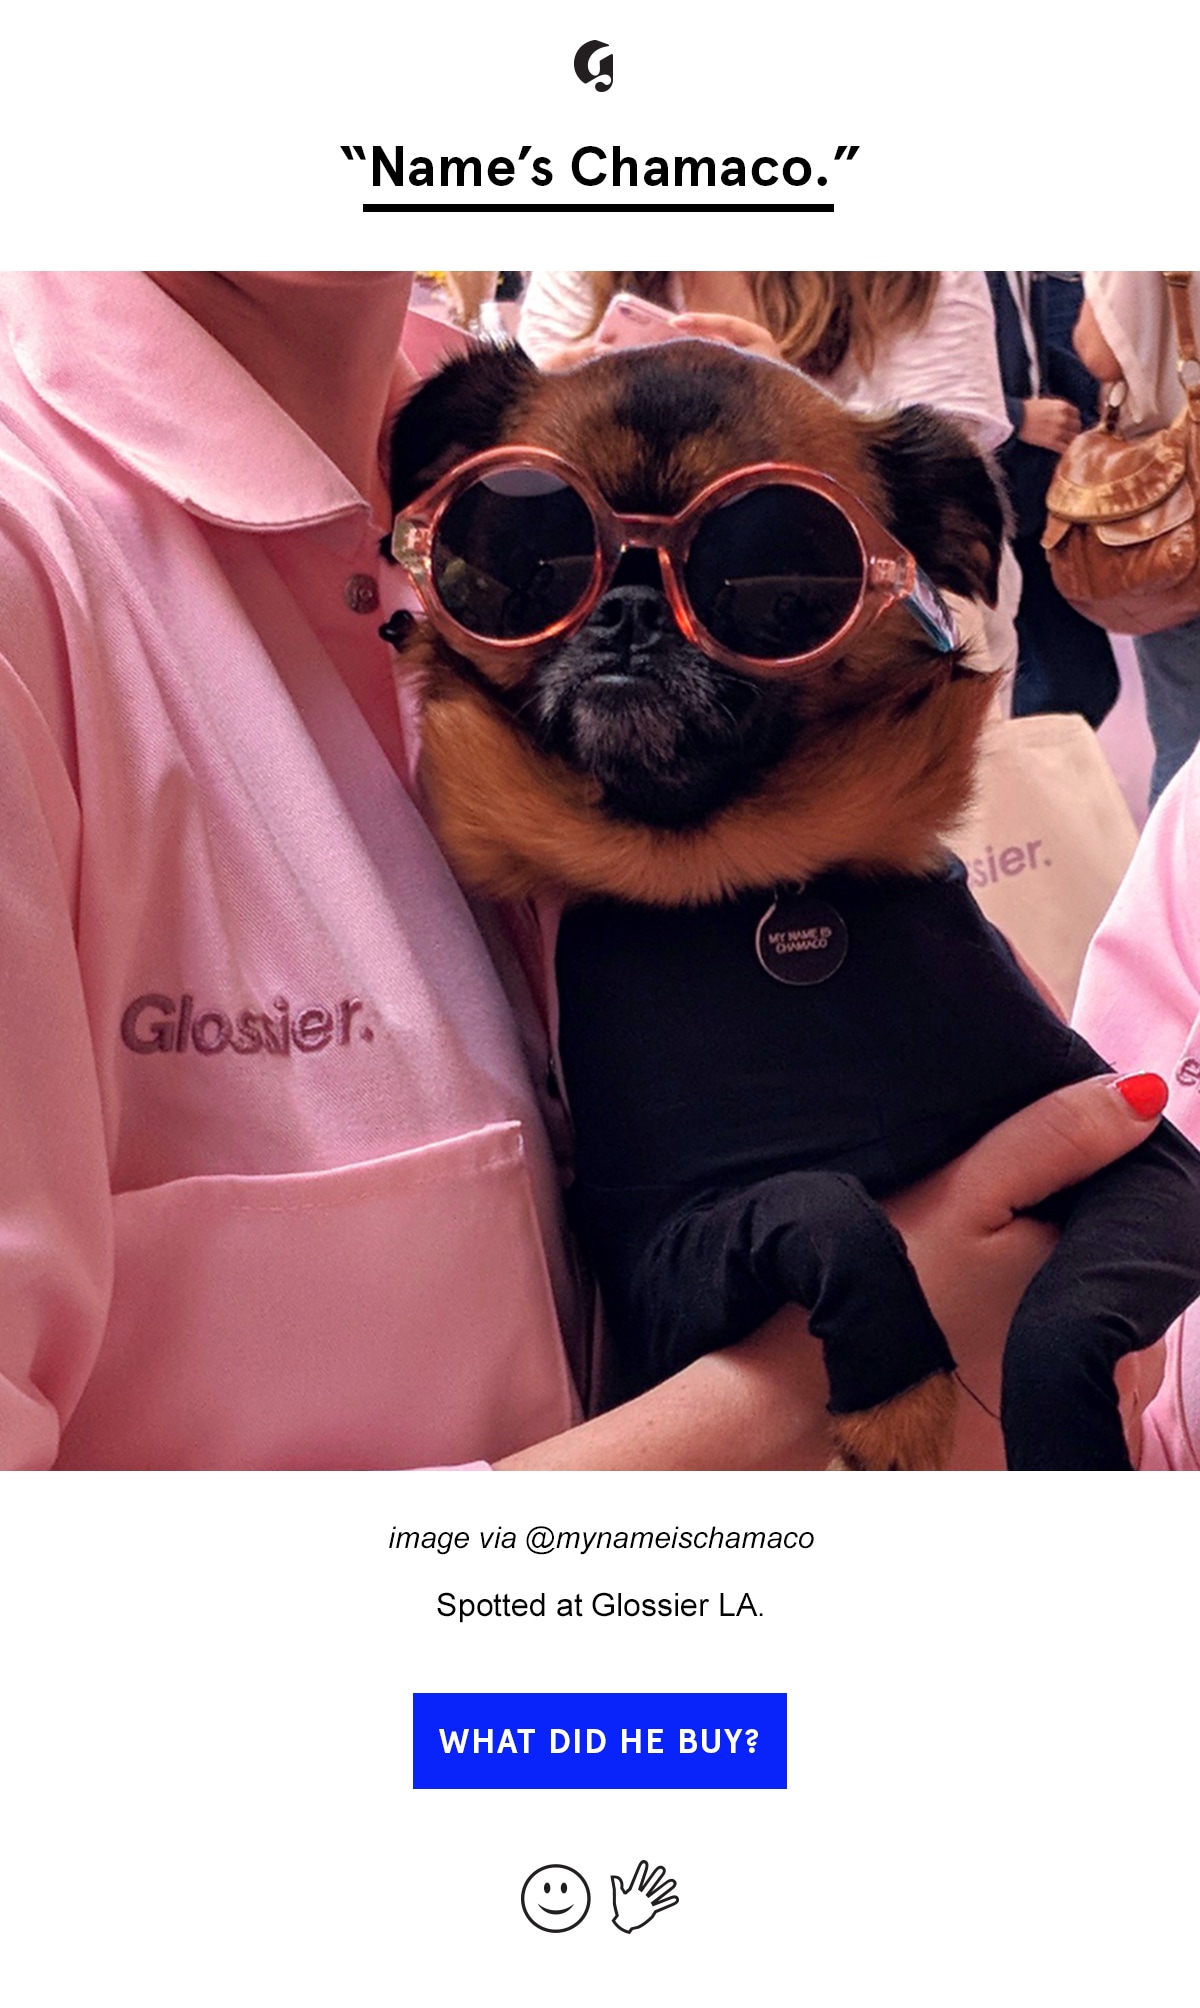 “Name’s Chamaco.”
Glossier.
sier.
MY NAME IS
CHAMACO
image via @mynameischamaco
Spotted at Glossier LA.
WHAT DID HE BUY?